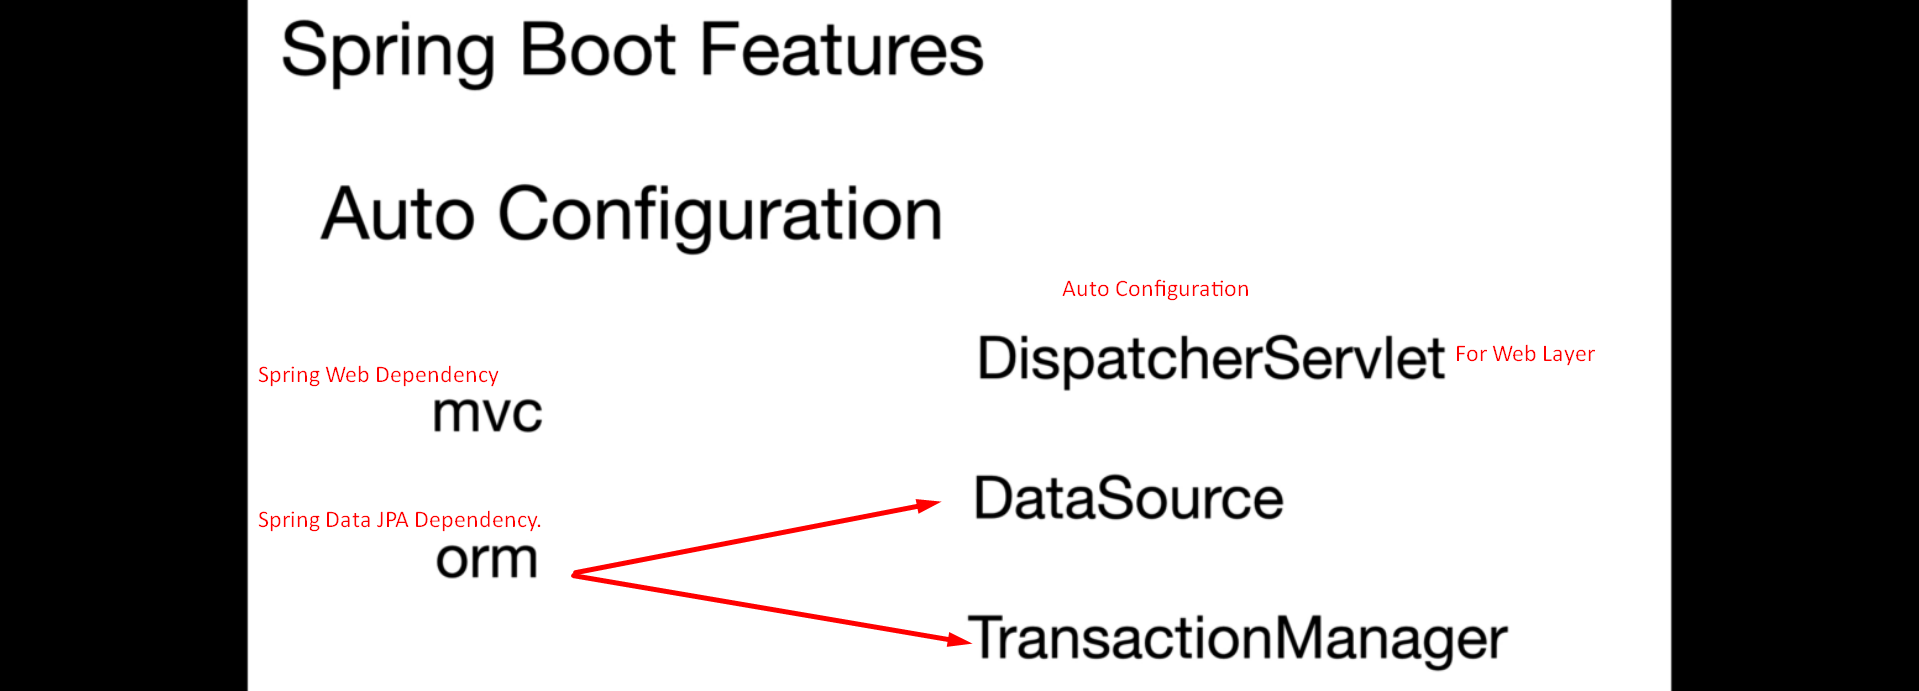 Spring Boot Features
Auto Configuration
Auto Configuration
DispatcherServlet For Web Layer
Spring Web Dependency
mvc
DataSource
Spring Data JPA Dependency.
orm
TransactionManager